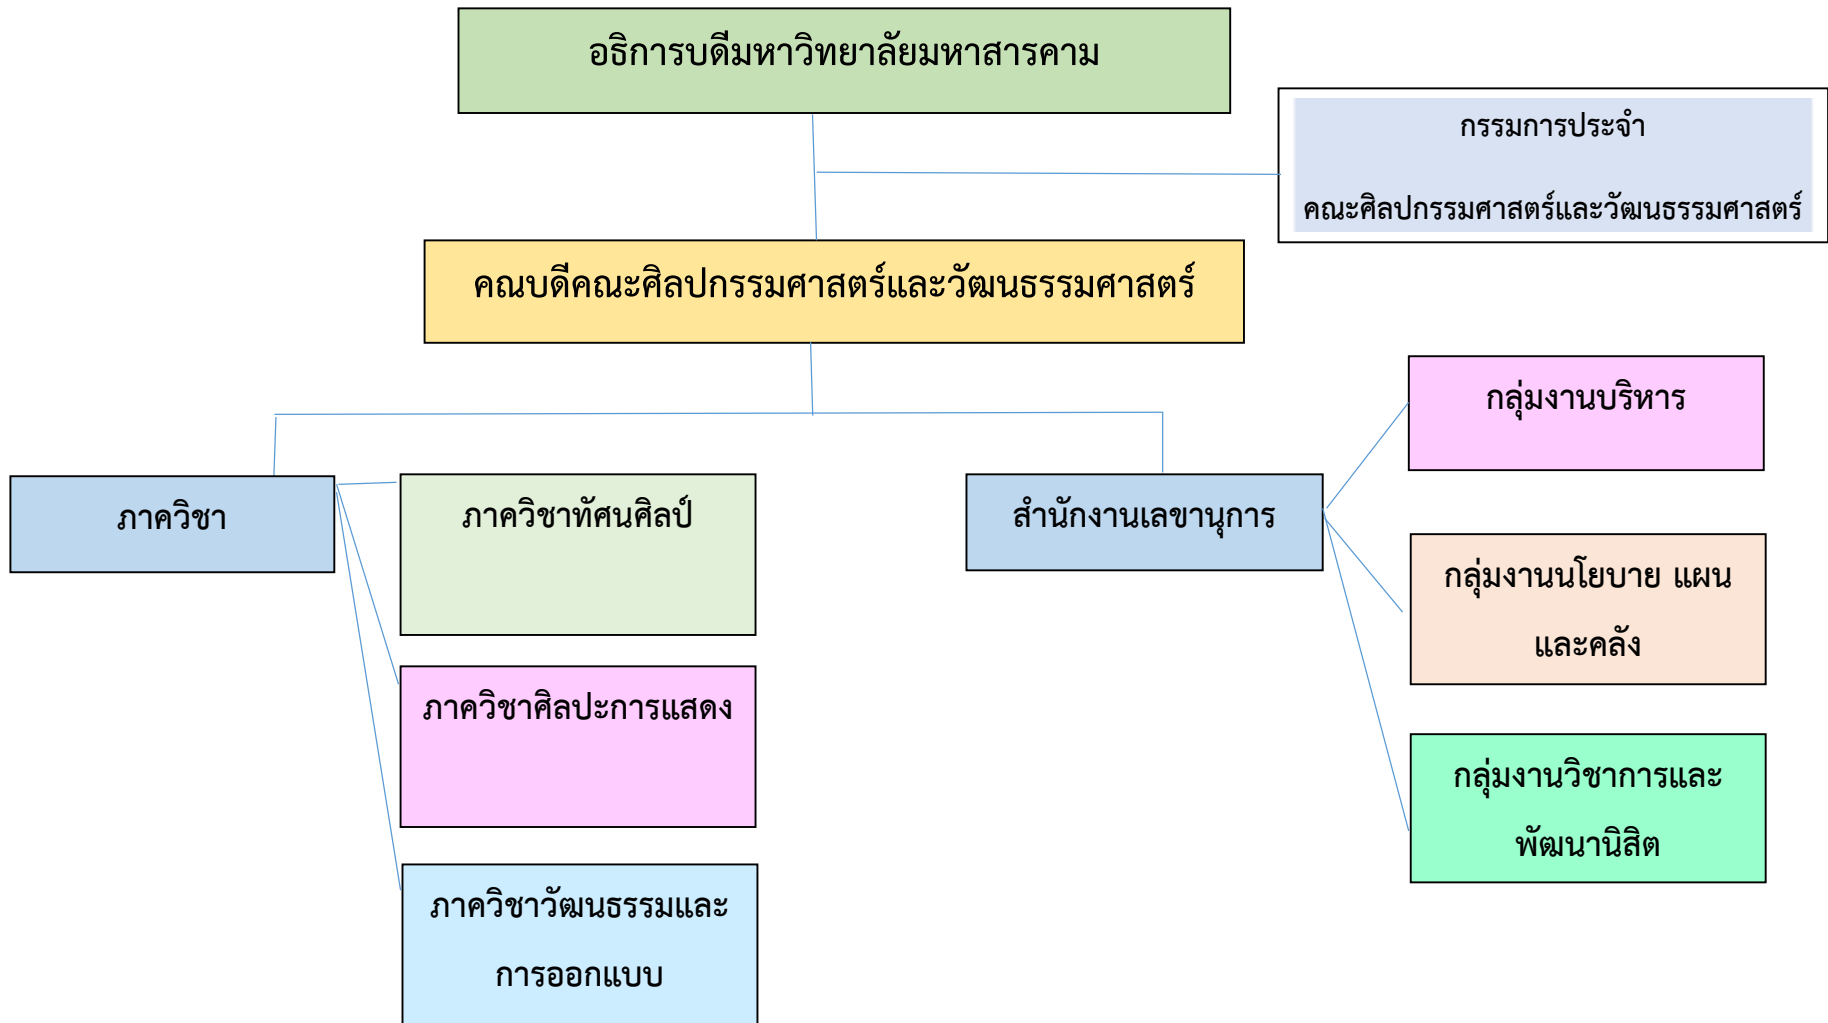 อธิการบดีมหาวิทยาลัยมหาสารคาม
กรรมการประจำ
คณะศิลปกรรมศาสตร์และวัฒนธรรมศาสตร์
คณบดีคณะศิลปกรรมศาสตร์และวัฒนธรรมศาสตร์
ภาควิชา
ภาควิชาทัศนศิลป์
ภาควิชาศิลปะการแสดง
ภาควิชาวัฒนธรรมและ
การออกแบบ
สำนักงานเลขานุการ
กลุ่มงานบริหาร
กลุ่มงานนโยบาย แผน
และคลัง
กลุ่มงานวิชาการและ
พัฒนานิสิต